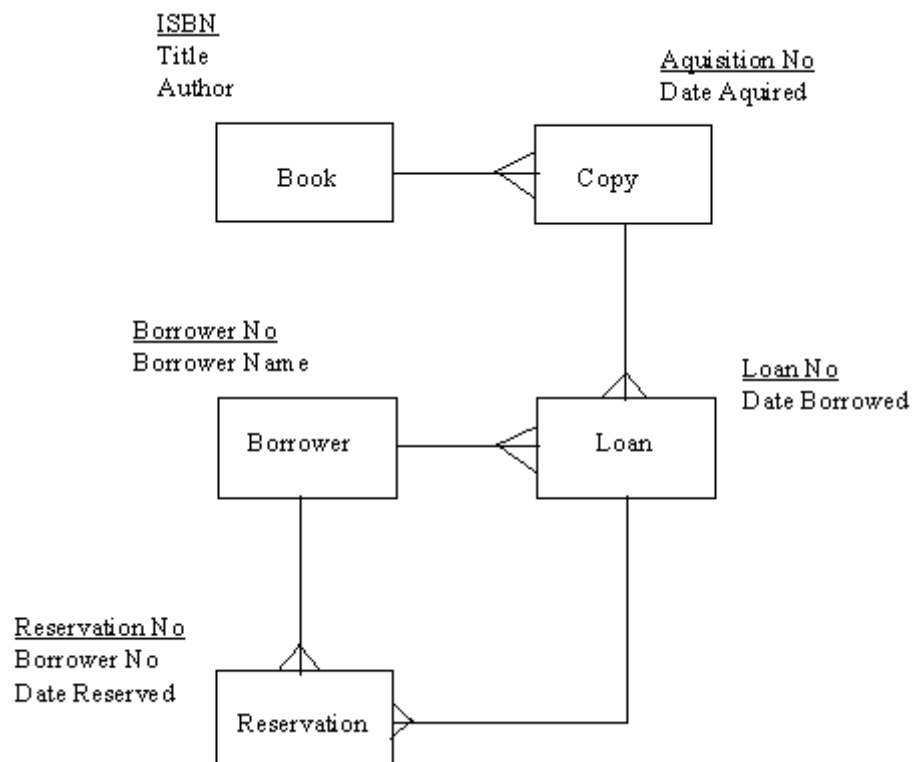 ISBN
Title
Author
Aquisition No
Date Aquired
Book
Copy
Borrower No
Borrower Name
Loan No
Date Borrowed
Borrower
Loan
Reservation No
Borrower No
Date Reserved
Reservation